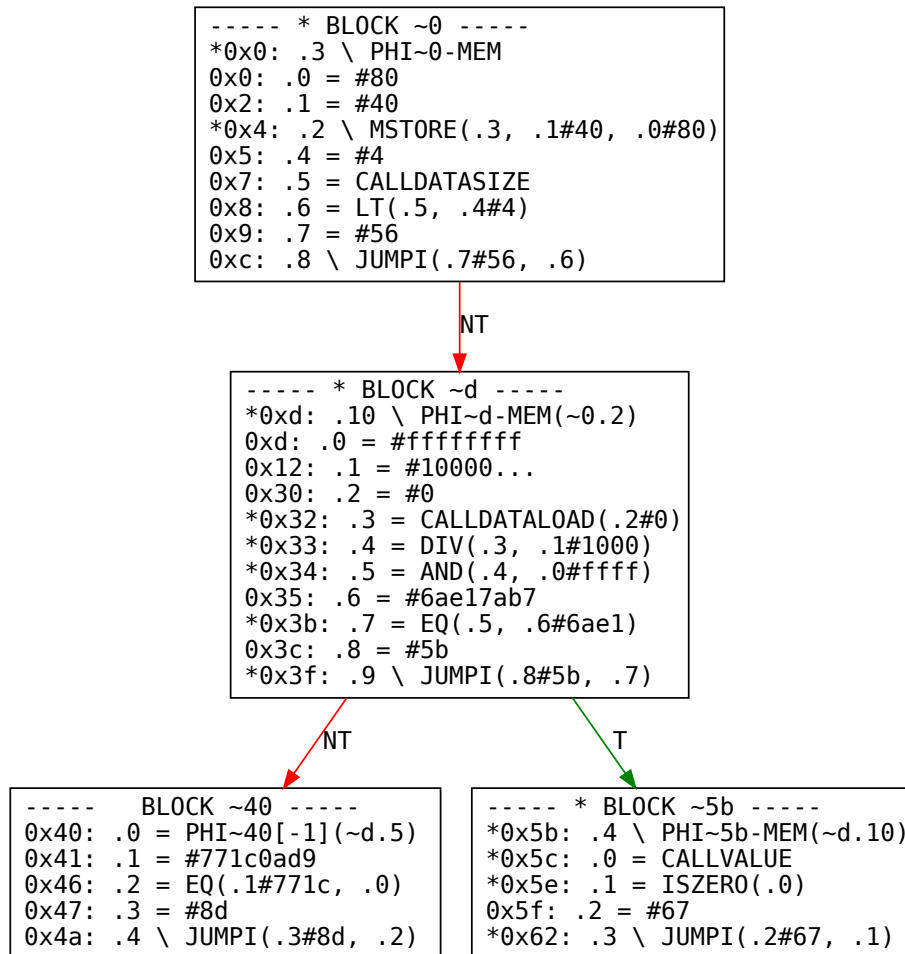 ----- * BLOCK ~0 -----
*0x0: .3 \ PHI~0-MEM
0x0: .0 = #80
0x2: .1 = #40
*0x4: .2 \ MSTORE(.3, .1#40, .0#80)
0x5: .4 = #4
0x7: .5 = CALLDATASIZE
0x8: .6 = LT(.5, .4#4)
0x9: .7 = #56
0xc: .8 \ JUMPI(.7#56, .6)
NT
----- * BLOCK ~d -----
*0xd: .10 \ PHI~d-MEM(~0.2)
0xd: .0 = #ffffffff
0x12: .1 = #10000...
0x30: .2 = #0
*0x32: .3 = CALLDATALOAD(.2#0)
*0x33: .4 = DIV(.3, .1#1000)
*0x34: .5 = AND(.4, .0#ffff)
0x35: .6 = #6ae17ab7
*0x3b: .7 = EQ(.5, .6#6ae1)
0x3c: .8 = #5b
*0x3f: .9 \ JUMPI(.8#5b, .7)
NT
T
-----   BLOCK ~40 -----
0x40: .0 = PHI~40[-1](~d.5)
0x41: .1 = #771c0ad9
0x46: .2 = EQ(.1#771c, .0)
0x47: .3 = #8d
0x4a: .4 \ JUMPI(.3#8d, .2)
----- * BLOCK ~5b -----
*0x5b: .4 \ PHI~5b-MEM(~d.10)
*0x5c: .0 = CALLVALUE
*0x5e: .1 = ISZERO(.0)
0x5f: .2 = #67
*0x62: .3 \ JUMPI(.2#67, .1)